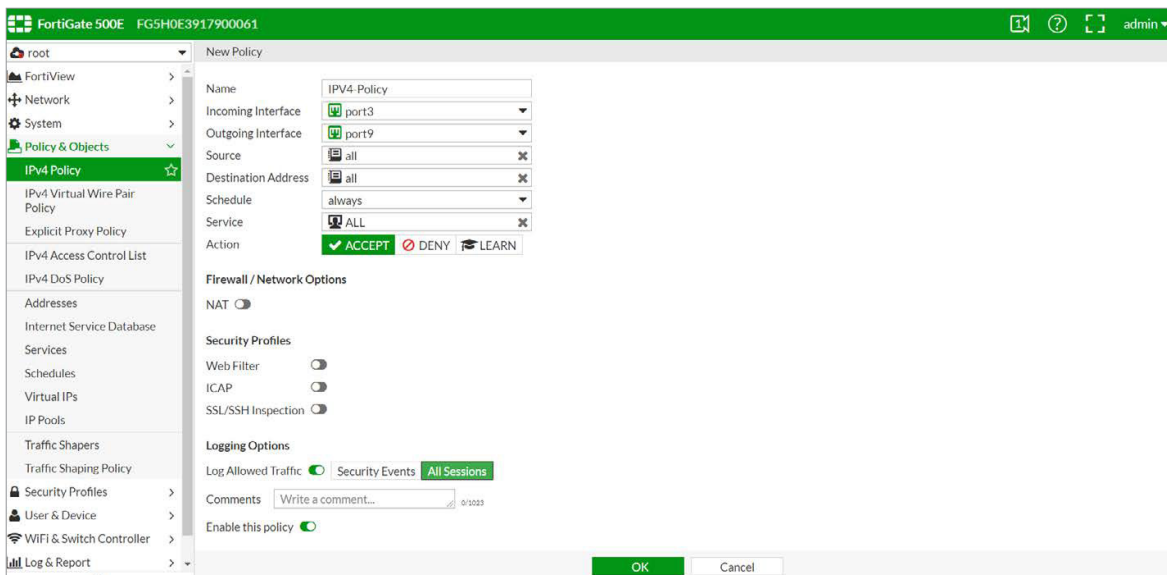 FortiGate 500E FG5H0E3917900061
1
?
admin
root
New Policy
FortiView
Network
System
Policy & Objects
IPv4 Policy
IPv4 Virtual Wire Pair
Policy
Explicit Proxy Policy
IPv4 Access Control List
IPv4 DoS Policy
Addresses
Internet Service Database
Services
Schedules
Virtual IPs
IP Pools
Traffic Shapers
Traffic Shaping Policy
Security Profiles
User & Device
WiFi & Switch Controller
Log & Report
Name IPV4-Policy
Incoming Interface port3
Outgoing Interface port9
Source all
Destination Address all
Schedule always
Service ALL
Action ACCEPT DENY LEARN
Firewall / Network Options
NAT
Security Profiles
Web Filter
ICAP
SSL/SSH Inspection
Logging Options
Log Allowed Traffic Security Events All Sessions
Comments Write a comment... 0/1023
Enable this policy
OK Cancel